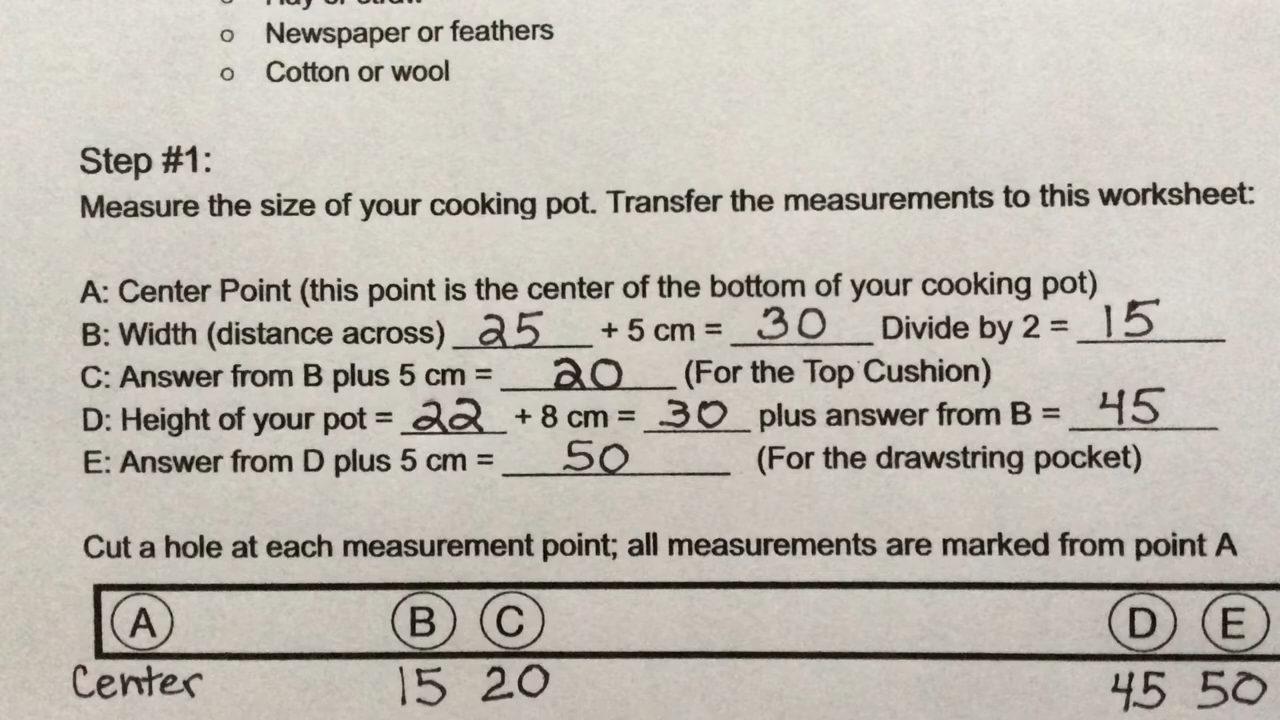 o Newspaper or feathers
o Cotton or wool
Step #1:
Measure the size of your cooking pot. Transfer the measurements to this worksheet:
A: Center Point (this point is the center of the bottom of your cooking pot)
B: Width (distance across) 25 + 5 cm = 30 Divide by 2 = 15
C: Answer from B plus 5 cm = 20 (For the Top Cushion)
D: Height of your pot = 22 + 8 cm = 30 plus answer from B = 45
E: Answer from D plus 5 cm = 50 (For the drawstring pocket)
Cut a hole at each measurement point; all measurements are marked from point A
A B C D E
Center 15 20 45 50